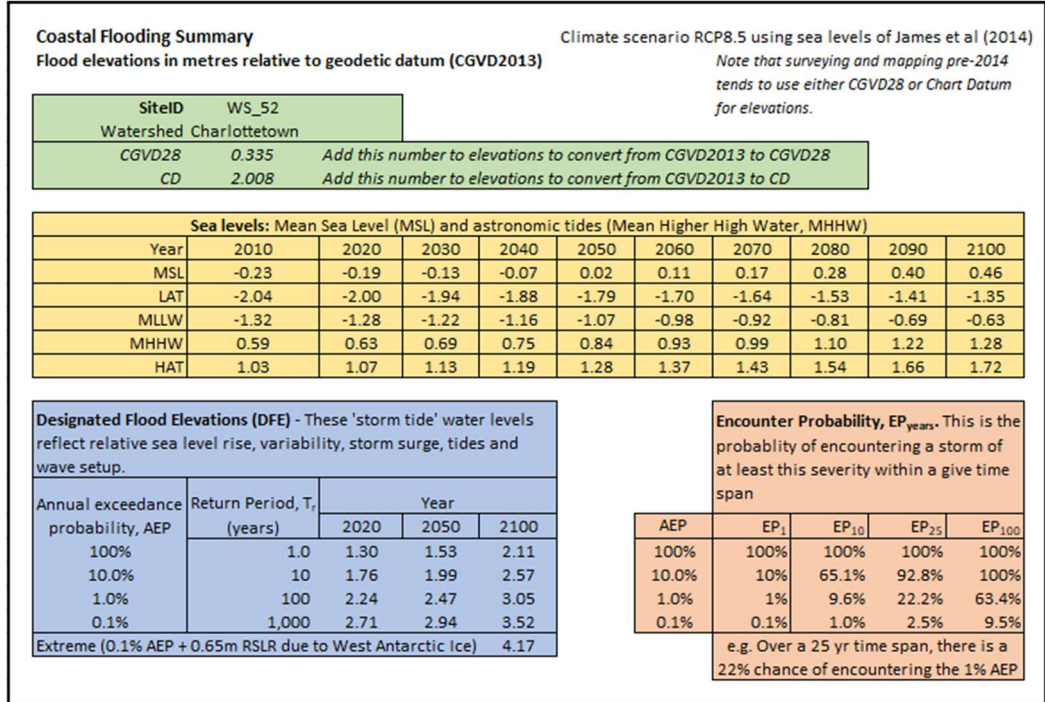 Coastal Flooding Summary
Climate scenario RCP8.5 using sea levels of James et al (2014)
Flood elevations in metres relative to geodetic datum (CGVD2013)
Note that surveying and mapping pre-2014
tends to use either CGVD28 or Chart Datum
for elevations.
SiteID WS_52
Watershed Charlottetown
CGVD28 0.335 Add this number to elevations to convert from CGVD2013 to CGVD28
CD 2.008 Add this number to elevations to convert from CGVD2013 to CD
Sea levels: Mean Sea Level (MSL) and astronomic tides (Mean Higher High Water, MHHW)
Year 2010 2020 2030 2040 2050 2060 2070 2080 2090 2100
MSL -0.23 -0.19 -0.13 -0.07 0.02 0.11 0.17 0.28 0.40 0.46
LAT -2.04 -2.00 -1.94 -1.88 -1.79 -1.70 -1.64 -1.53 -1.41 -1.35
MLLW -1.32 -1.28 -1.22 -1.16 -1.07 -0.98 -0.92 -0.81 -0.69 -0.63
MHHW 0.59 0.63 0.69 0.75 0.84 0.93 0.99 1.10 1.22 1.28
HAT 1.03 1.07 1.13 1.19 1.28 1.37 1.43 1.54 1.66 1.72
Designated Flood Elevations (DFE) - These 'storm tide' water levels
reflect relative sea level rise, variability, storm surge, tides and
wave setup.
Annual exceedance Return Period, Tr Year
probability, AEP (years) 2020 2050 2100
100% 1.0 1.30 1.53 2.11
10.0% 10 1.76 1.99 2.57
1.0% 100 2.24 2.47 3.05
0.1% 1,000 2.71 2.94 3.52
Extreme (0.1% AEP + 0.65m RSLR due to West Antarctic Ice) 4.17
Encounter Probability, EPyears. This is the
probablity of encountering a storm of
at least this severity within a give time
span
AEP EP1 EP10 EP25 EP100
100% 100% 100% 100% 100%
10.0% 10% 65.1% 92.8% 100%
1.0% 1% 9.6% 22.2% 63.4%
0.1% 0.1% 1.0% 2.5% 9.5%
e.g. Over a 25 yr time span, there is a
22% chance of encountering the 1% AEP